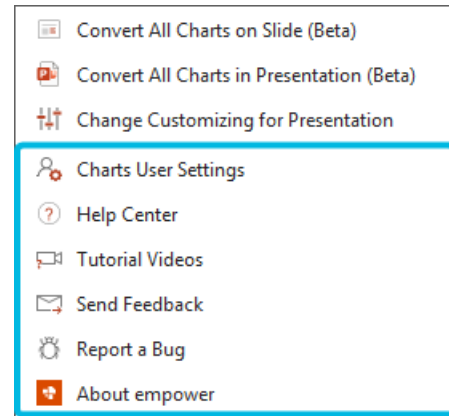 Convert All Charts on Slide (Beta)
Convert All Charts in Presentation (Beta)
Change Customizing for Presentation
Charts User Settings
Help Center
Tutorial Videos
Send Feedback
Report a Bug
About empower